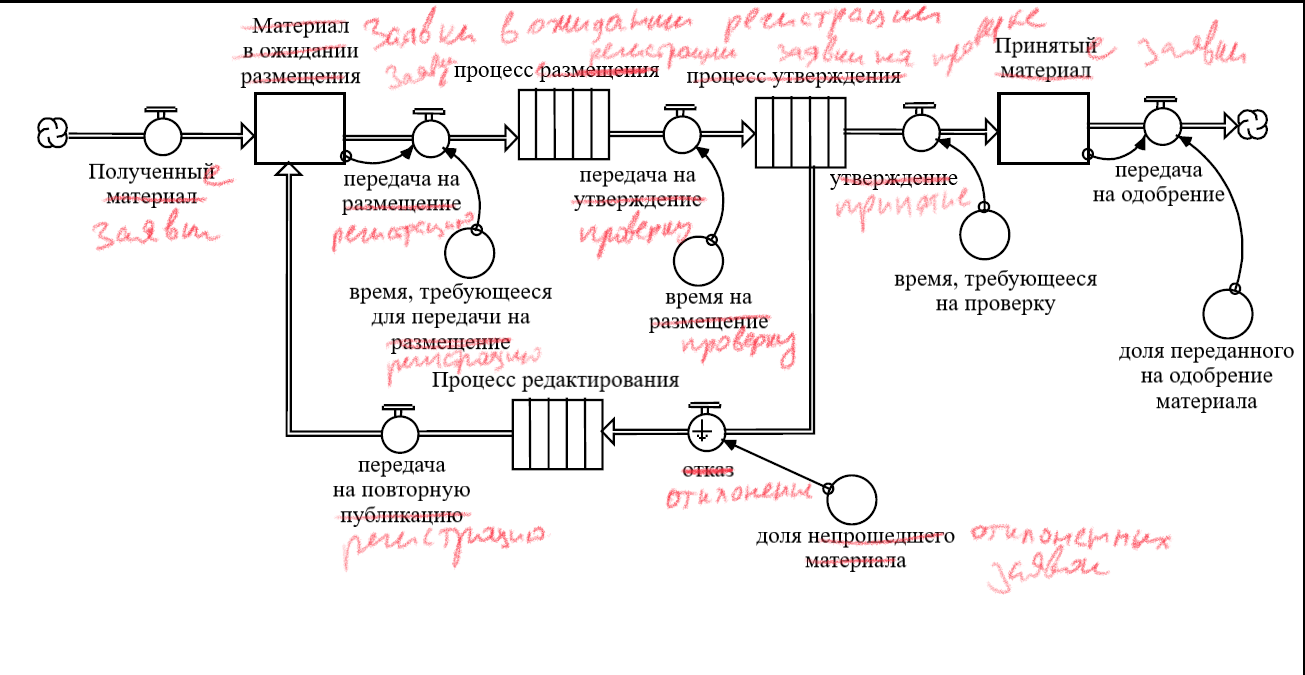 Материал
в ожидании
размещения
Заявки в ожидании регистрации
процесс размещения
регистрации
процесс утверждения
заявки на
Принятый
материал
е заявки
Полученный
материал
е
заявки
передача на
размещение
регистрацию
передача на
утверждение
проверку
утверждение
принятие
передача
на одобрение
время, требующееся
для передачи на
размещение
регистрацию
время на
размещение
проверку
время, требующееся
на проверку
доля переданного
на одобрение
материала
Процесс редактирования
передача
на повторную
публикацию
регистрацию
отказ
отклонение
доля непрошедшего
материала
отклоненных
заявок